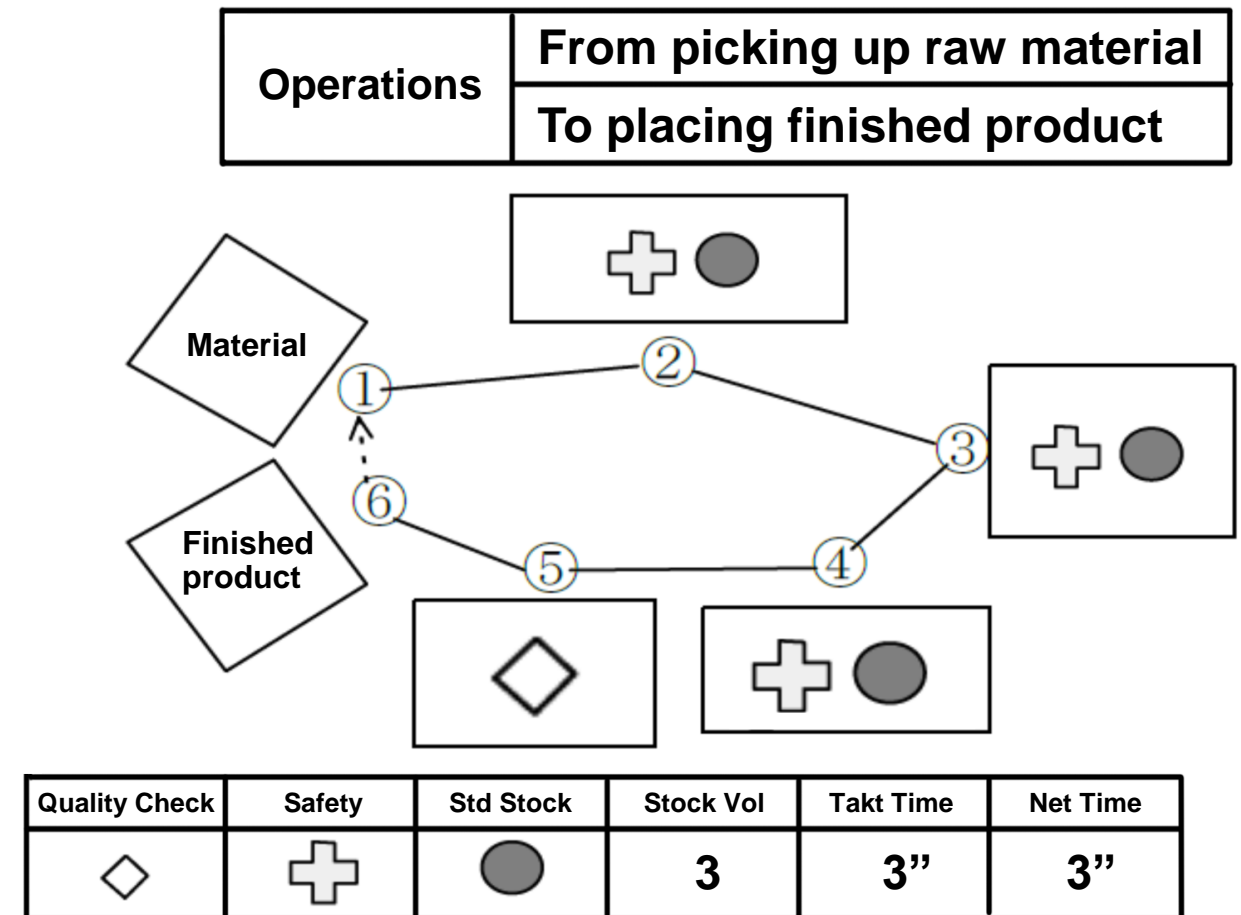 Operations
From picking up raw material
To placing finished product
Material
①
②
③
④
⑤
⑥
Finished
product
Quality Check
Safety
Std Stock
Stock Vol
Takt Time
Net Time
3
3”
3”